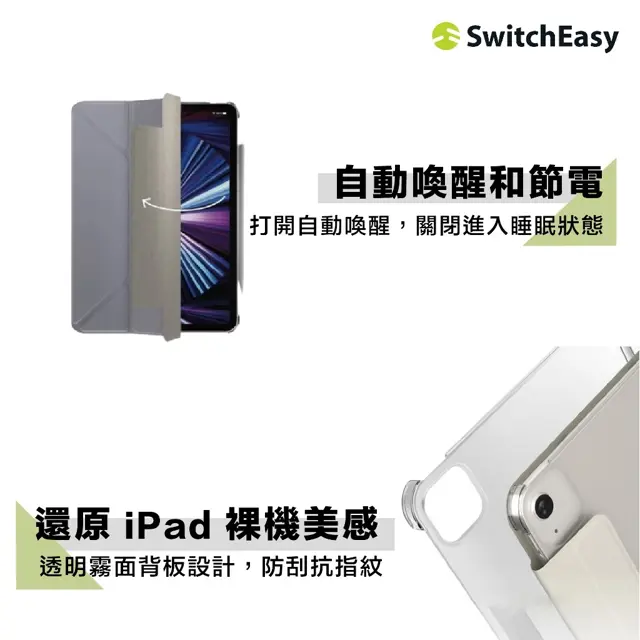 SwitchEasy
自動喚醒和節電
打開自動喚醒，關閉進入睡眠狀態
還原 iPad 裸機美感
透明霧面背板設計，防刮抗指紋